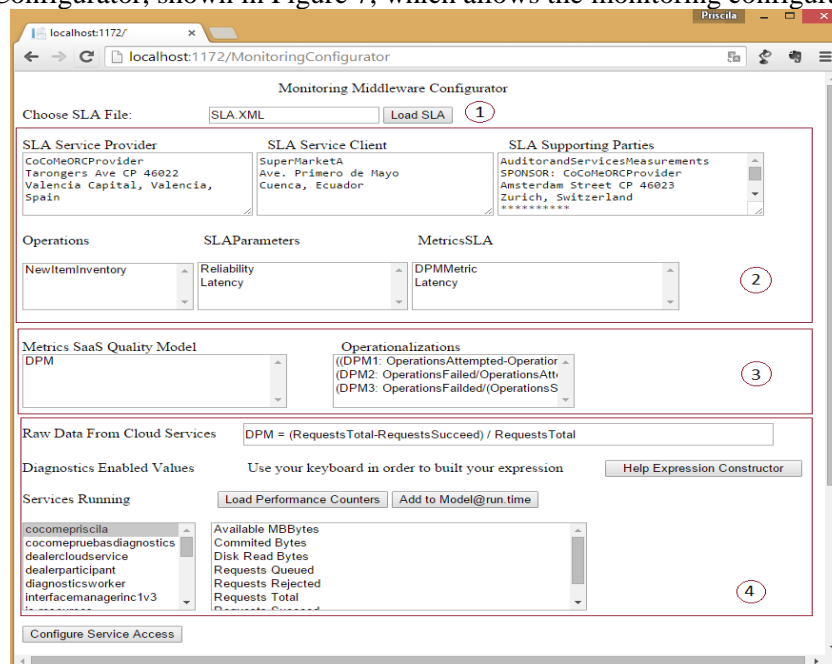 Configurator, shown in Figure 7, which allows the monitoring configura
Priscila
localhost:1172/
localhost:1172/MonitoringConfigurator
Monitoring Middleware Configurator
Choose SLA File: SLA.XML Load SLA 1
SLA Service Provider SLA Service Client SLA Supporting Parties
CoCoMeORCProvider
Tarongers Ave CP 46022
Valencia Capital, Valencia,
Spain
SuperMarketA
Ave. Primero de Mayo
Cuenca, Ecuador
AuditorandServicesMeasurements
SPONSOR: CoCoMeORCProvider
Amsterdam Street CP 46023
Zurich, Switzerland
**********
Operations SLAParameters MetricsSLA
NewItemInventory
Reliability
Latency
DPMMetric
Latency
2
Metrics SaaS Quality Model Operationalizations
DPM
((DPM1: OperationsAttempted-Operation
(DPM2: OperationsFailed/OperationsAtt
(DPM3: OperationsFailded/(OperationsS
3
Raw Data From Cloud Services DPM = (RequestsTotal-RequestsSucceed) / RequestsTotal
Diagnostics Enabled Values Use your keyboard in order to built your expression Help Expression Constructor
Services Running Load Performance Counters Add to Model@run.time
cocomepriscila
cocomepruebasdiagnostics
dealercloudservice
dealerparticipant
diagnosticsworker
interfacemanagerinc1v3
Available MBBytes
Commited Bytes
Disk Read Bytes
Requests Queued
Requests Rejected
Requests Total
Requests Succeed
4
Configure Service Access